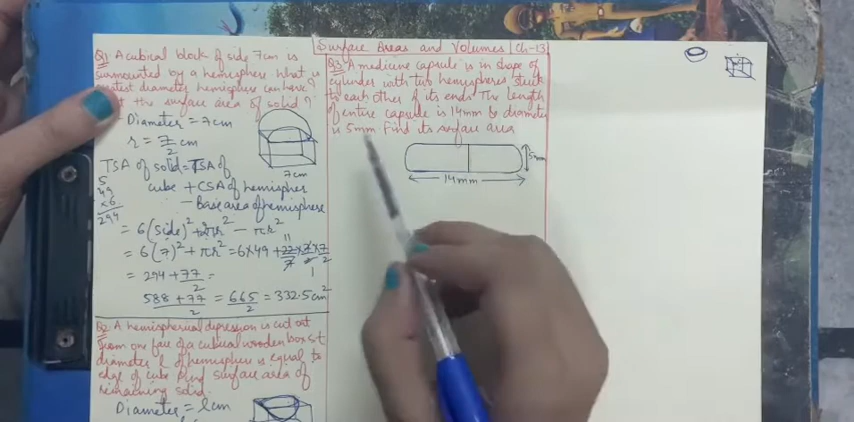 Surface Areas and Volumes | Ch-13
Q1 A cubical block of side 7cm is
surmounted by a hemisphere what is
diameter hemisphere can have?
the surface area of solid?
Diameter = 7cm
r = 7/2 cm
7cm
TSA of solid = TSA of
cube + CSA of hemisphere
- Base area of hemisphere
5
49
x6
294
= 6(side)² + 2πr² - πr²
= 6(7)² + πr² = 6×49 + 22/7 × 7/2 × 7/2
11
1
= 294 + 77/2 =
588 + 77/2 = 665/2 = 332.5cm²
Q2 A hemispherical depression is cut out
from one face of a cubical wooden box s.t
diameter l of hemisphere is equal to
edge of cube Find surface area of
remaining solid.
Diameter = l cm
Q3 A medicine capsule is in shape of
cylinder with two hemispheres stuck
to each other if its ends The length
of entire capsule is 14mm & diameter
is 5mm. Find its surface area
5mm
14mm